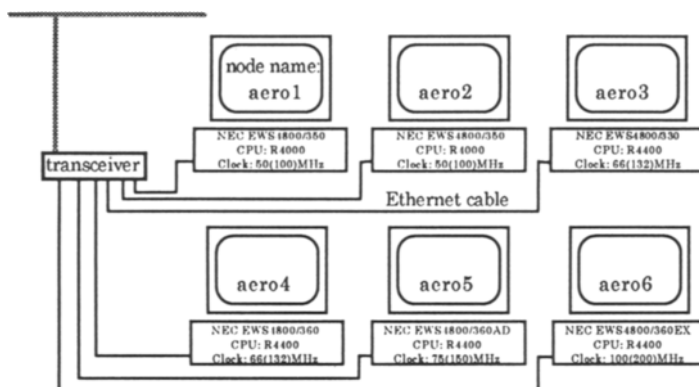 node name:
aero1
aero2
aero3
NEC EWS4800/350
CPU: R4000
Clock: 50(100)MHz
NEC EWS4800/350
CPU: R4000
Clock: 50(100)MHz
NEC EWS4800/330
CPU: R4400
Clock: 66(132)MHz
transceiver
Ethernet cable
aero4
aero5
aero6
NEC EWS4800/360
CPU: R4400
Clock: 66(132)MHz
NEC EWS4800/360AD
CPU: R4400
Clock: 75(150)MHz
NEC EWS4800/360EX
CPU: R4400
Clock: 100(200)MHz